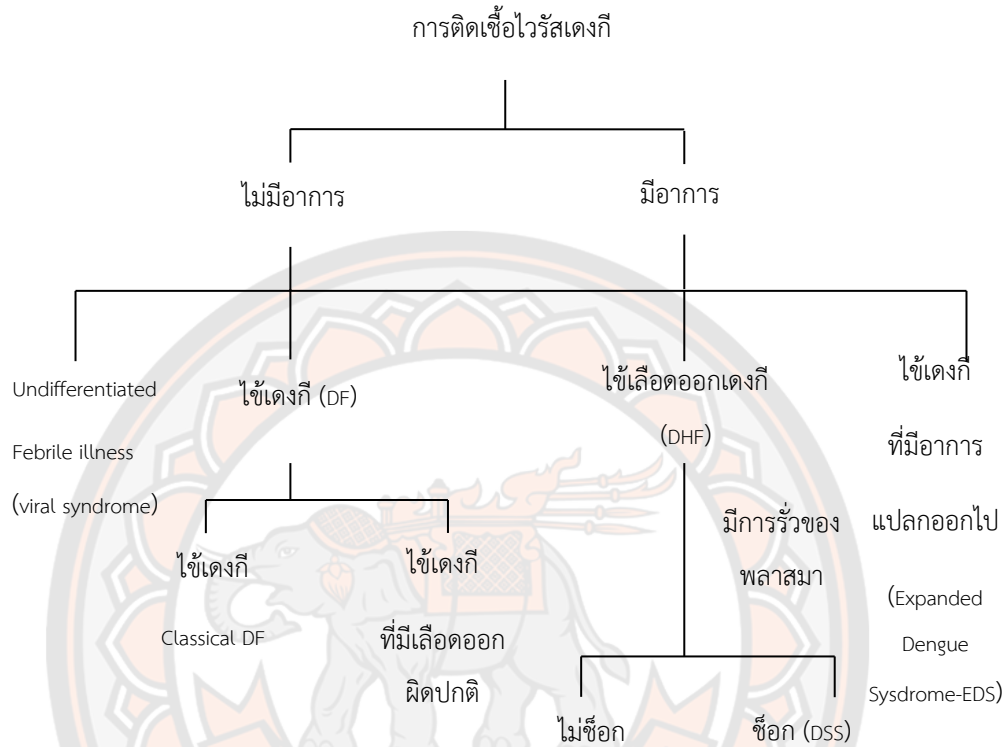 การติดเชื้อไวรัสเดงกี
ไม่มีอาการ
มีอาการ
Undifferentiated
Febrile illness
(viral syndrome)
ไข้เดงกี (DF)
ไข้เดงกี
Classical DF
ไข้เดงกี
ที่มีเลือดออก
ผิดปกติ
ไข้เลือดออกเดงกี
(DHF)
มีการรั่วของ
พลาสมา
ไม่ช็อก
ช็อก (DSS)
ไข้เดงกี
ที่มีอาการ
แปลกออกไป
(Expanded
Dengue
Sysdrome-EDS)